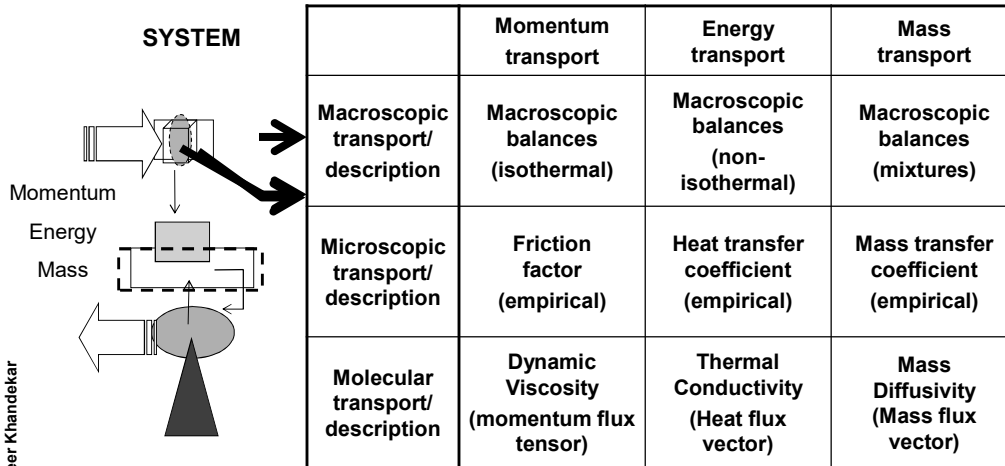 SYSTEM
Momentum
Energy
Mass
Momentum
transport
Energy
transport
Mass
transport
Macroscopic
transport/
description
Macroscopic
balances
(isothermal)
Macroscopic
balances
(non-
isothermal)
Macroscopic
balances
(mixtures)
Microscopic
transport/
description
Friction
factor
(empirical)
Heat transfer
coefficient
(empirical)
Mass transfer
coefficient
(empirical)
Molecular
transport/
description
Dynamic
Viscosity
(momentum flux
tensor)
Thermal
Conductivity
(Heat flux
vector)
Mass
Diffusivity
(Mass flux
vector)
Khandekar